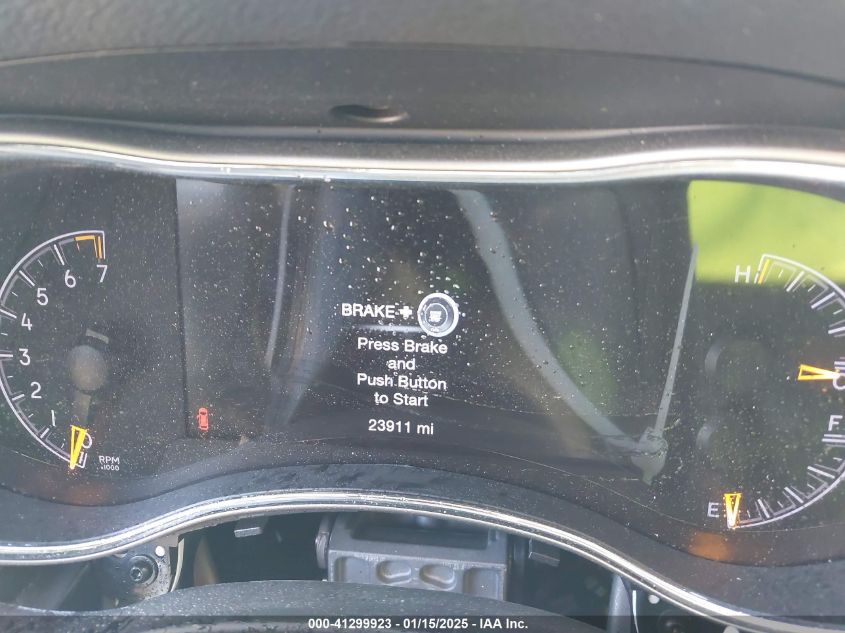 BRAKE +
Press Brake
and
Push Button
to Start
23911 mi
7
6
5
4
3
2
1
0
RPM
x1000
H
C
F
E
000-41299923 - 01/15/2025 - IAA Inc.